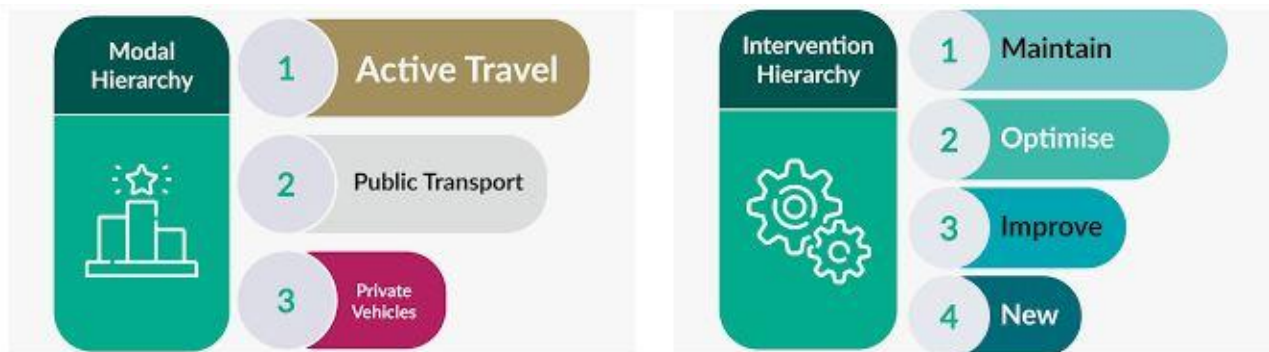 Modal
Hierarchy
1
Active Travel
2
Public Transport
3
Private
Vehicles
Intervention
Hierarchy
1
Maintain
2
Optimise
3
Improve
4
New